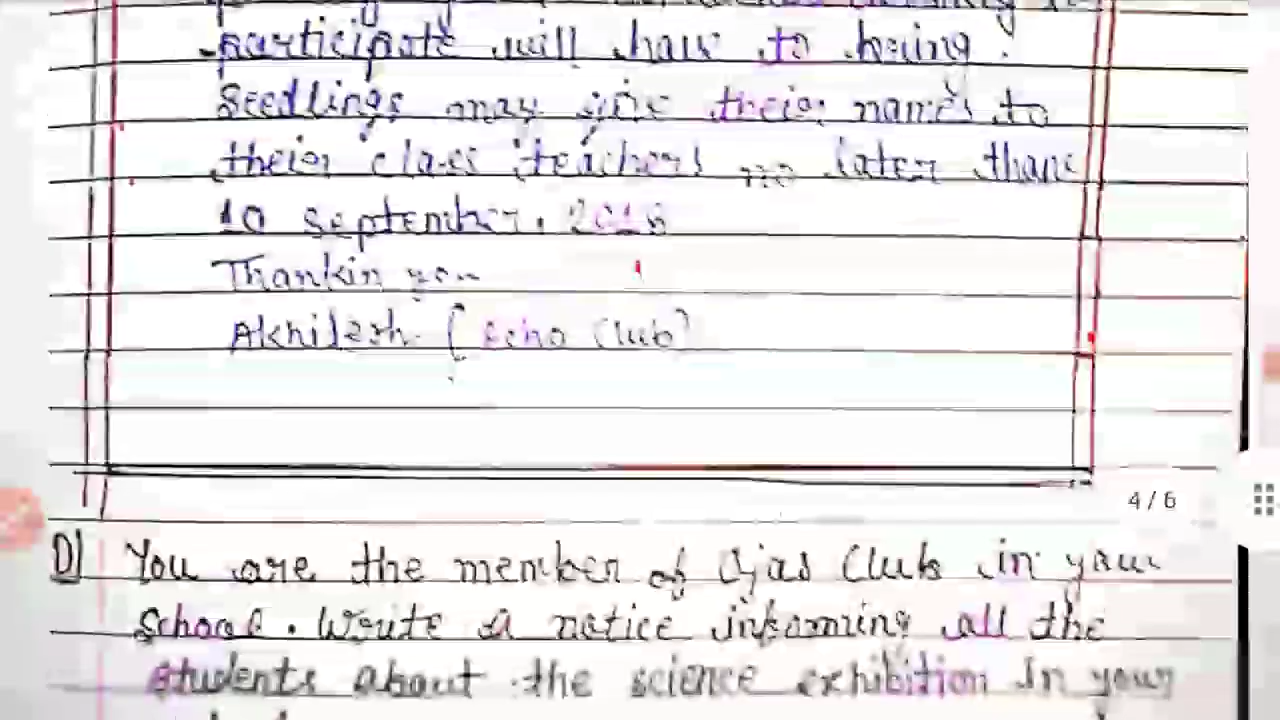 participate will have to bring
Seedlings may give their names to
their class teachers no later than
10 September, 2018
Thankin you
Akhilesh (Echo Club)
4/6
D] You are the member of Ojas Club in your
School. Write a notice informing all the
students about the science exhibition in your